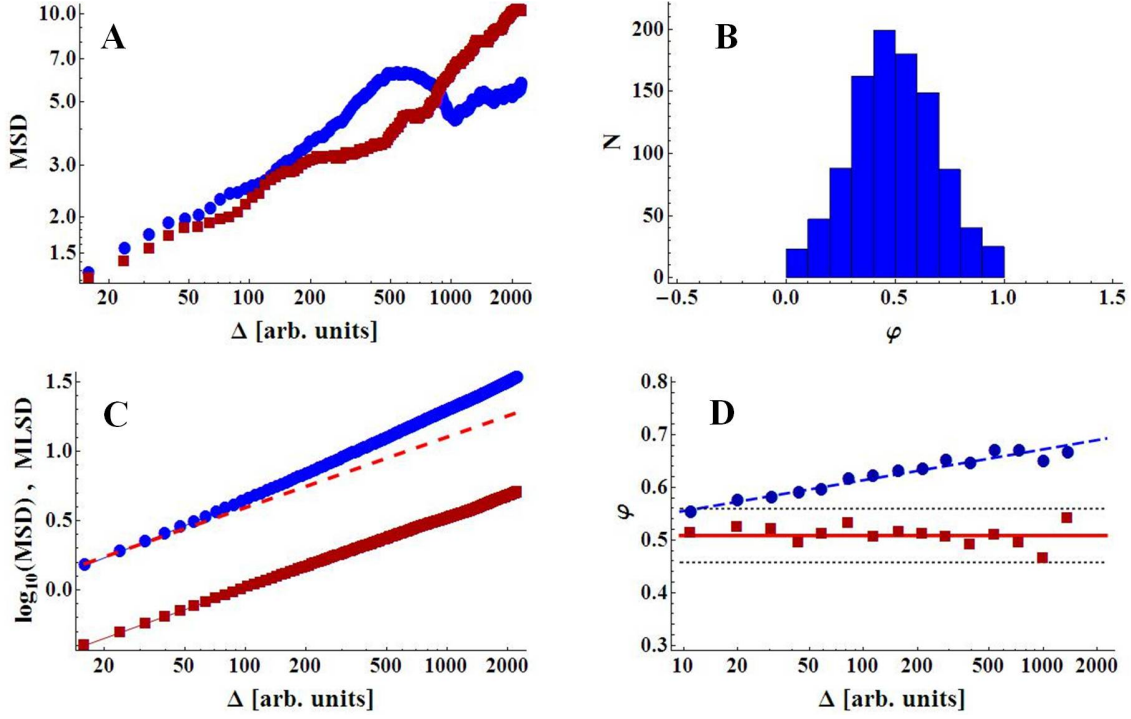 A
MSD
10.0
7.0
5.0
3.0
2.0
1.5
20 50 100 200 500 1000 2000
Δ [arb. units]
B
N
200
150
100
50
0
−0.5 0.0 0.5 1.0 1.5
φ
C
log10(MSD) , MLSD
1.5
1.0
0.5
0.0
20 50 100 200 500 1000 2000
Δ [arb. units]
D
φ
0.8
0.7
0.6
0.5
0.4
0.3
10 20 50 100 200 500 1000 2000
Δ [arb. units]